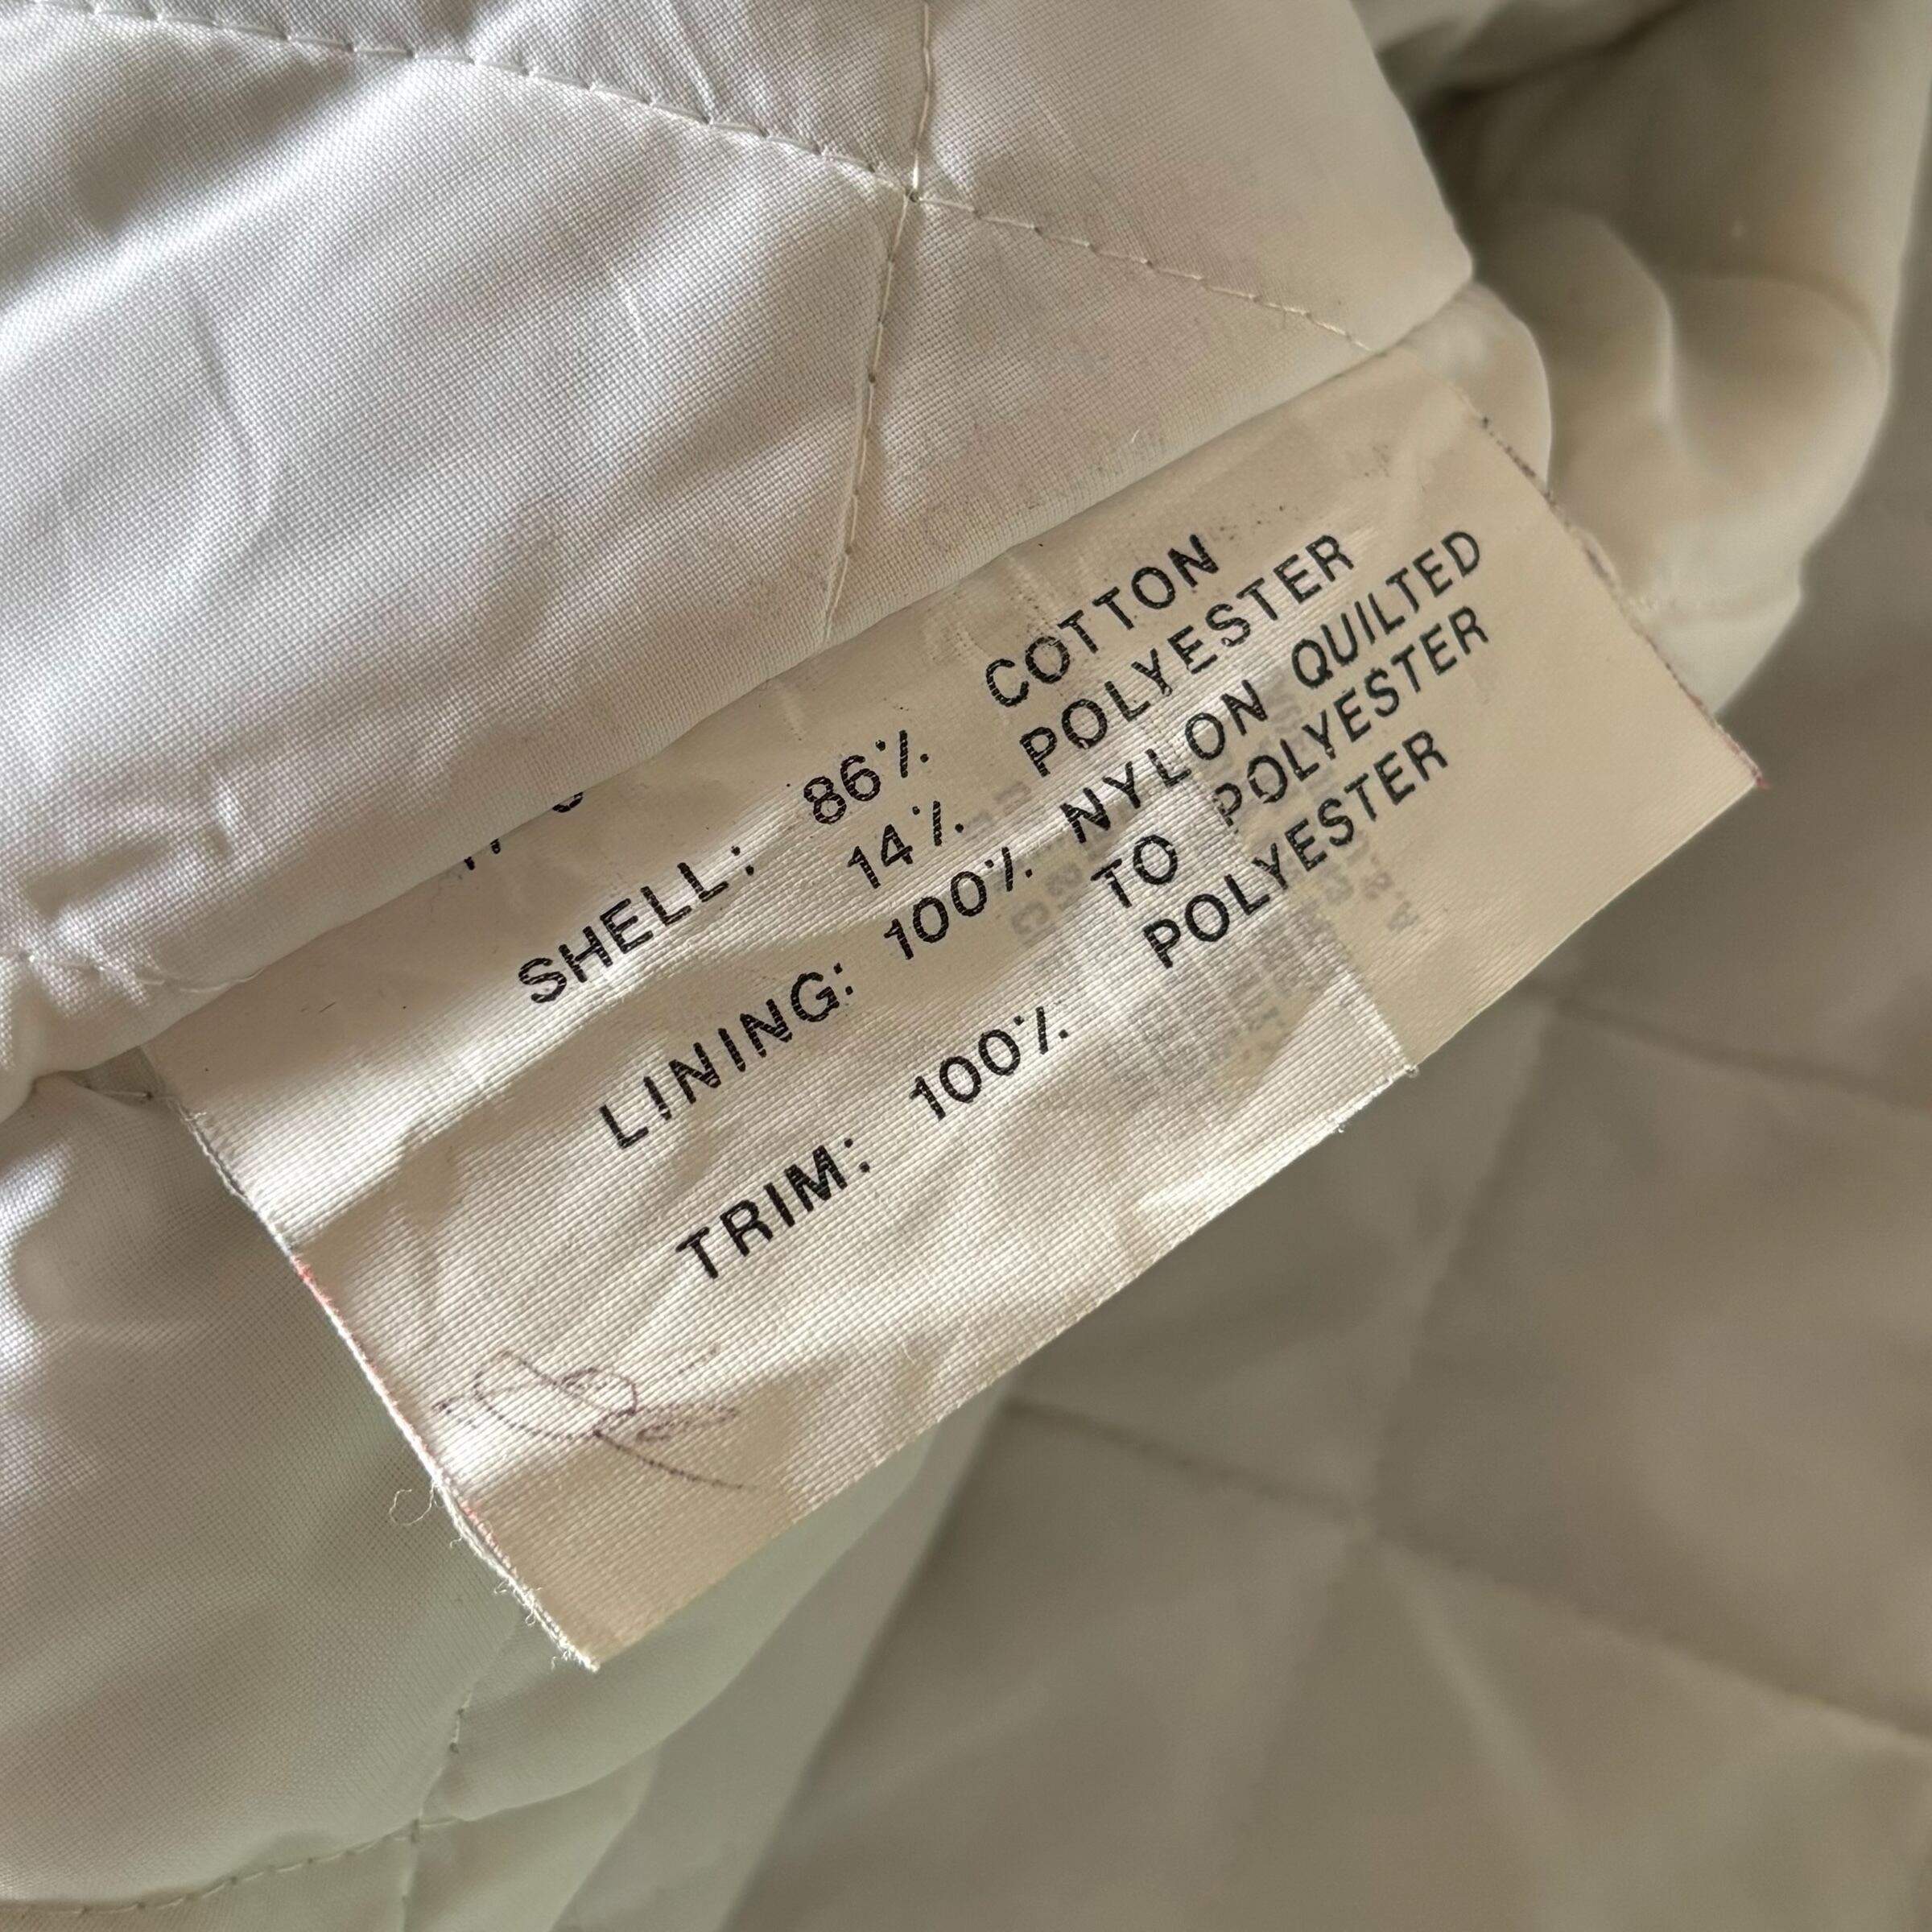 SHELL: 86% COTTON
14% POLYESTER
LINING: 100% NYLON QUILTED
TO POLYESTER
TRIM: 100% POLYESTER